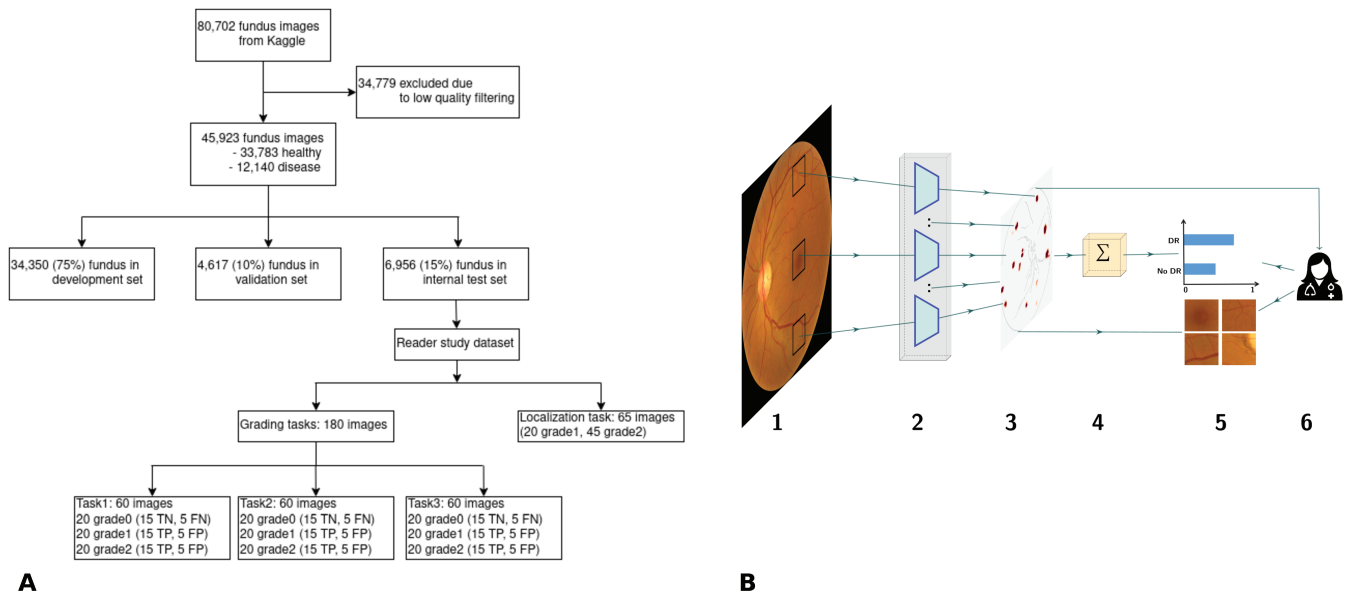 80,702 fundus images
from Kaggle
34,779 excluded due
to low quality filtering
45,923 fundus images
- 33,783 healthy
- 12,140 disease
34,350 (75%) fundus in
development set
4,617 (10%) fundus in
validation set
6,956 (15%) fundus in
internal test set
Reader study dataset
Grading tasks: 180 images
Localization task: 65 images
(20 grade1, 45 grade2)
Task1: 60 images
20 grade0 (15 TN, 5 FN)
20 grade1 (15 TP, 5 FP)
20 grade2 (15 TP, 5 FP)
Task2: 60 images
20 grade0 (15 TN, 5 FN)
20 grade1 (15 TP, 5 FP)
20 grade2 (15 TP, 5 FP)
Task3: 60 images
20 grade0 (15 TN, 5 FN)
20 grade1 (15 TP, 5 FP)
20 grade2 (15 TP, 5 FP)
A
Σ
DR
No DR
0 1
1 2 3 4 5 6
B